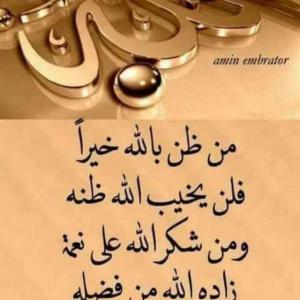 amin embrator
من ظن بالله خيراً
فلن يخيب الله ظنه
ومن شكر الله على نعمة
زاده الله من فضله